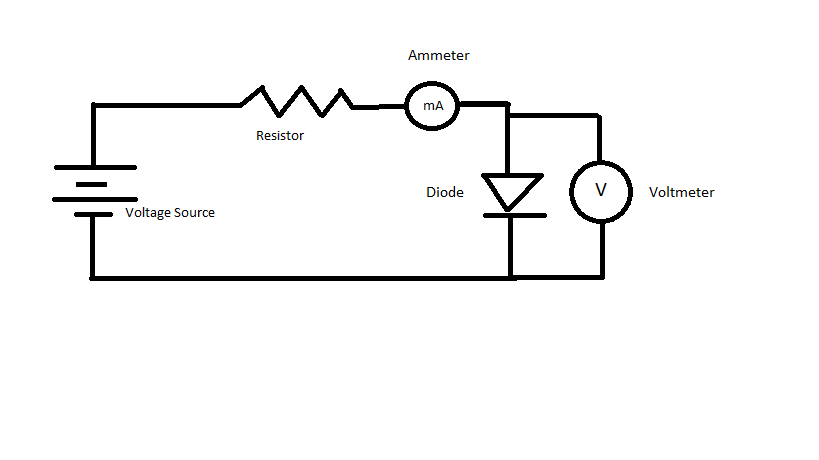 Ammeter
mA
Resistor
Diode
V
Voltmeter
Voltage Source